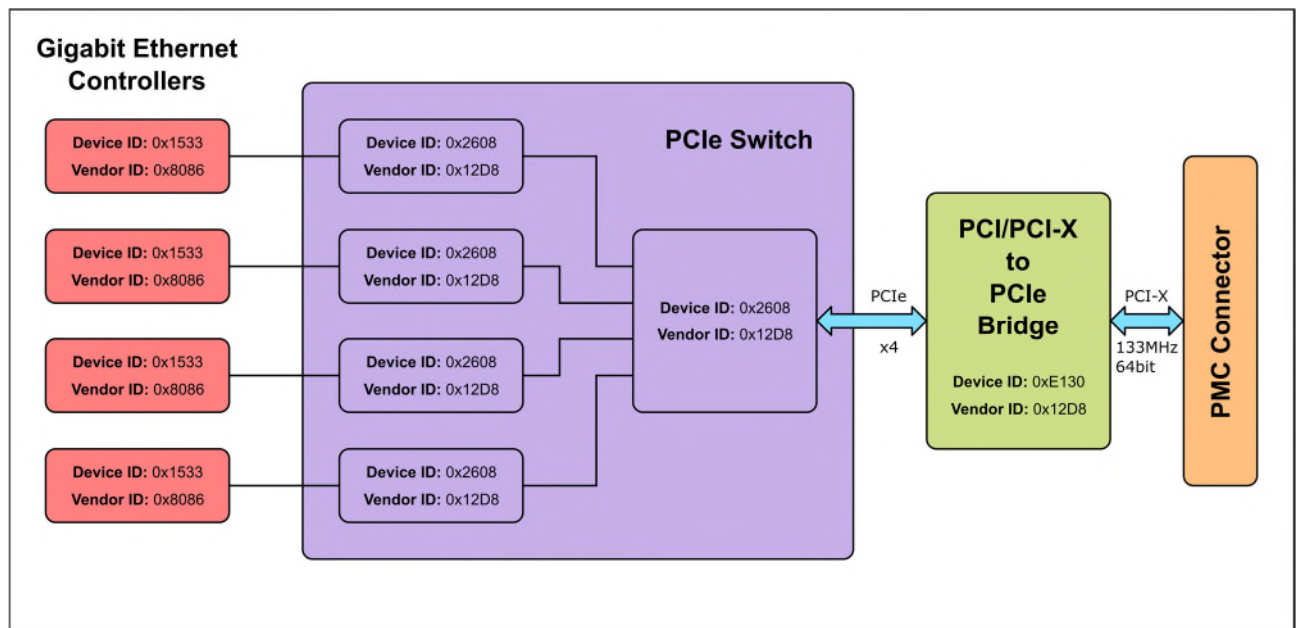 Gigabit Ethernet
Controllers
Device ID: 0x1533
Vendor ID: 0x8086
Device ID: 0x1533
Vendor ID: 0x8086
Device ID: 0x1533
Vendor ID: 0x8086
Device ID: 0x1533
Vendor ID: 0x8086
PCIe Switch
Device ID: 0x2608
Vendor ID: 0x12D8
Device ID: 0x2608
Vendor ID: 0x12D8
Device ID: 0x2608
Vendor ID: 0x12D8
Device ID: 0x2608
Vendor ID: 0x12D8
Device ID: 0x2608
Vendor ID: 0x12D8
PCIe
x4
PCI/PCI-X
to
PCIe
Bridge
Device ID: 0xE130
Vendor ID: 0x12D8
PCI-X
133MHz
64bit
PMC Connector